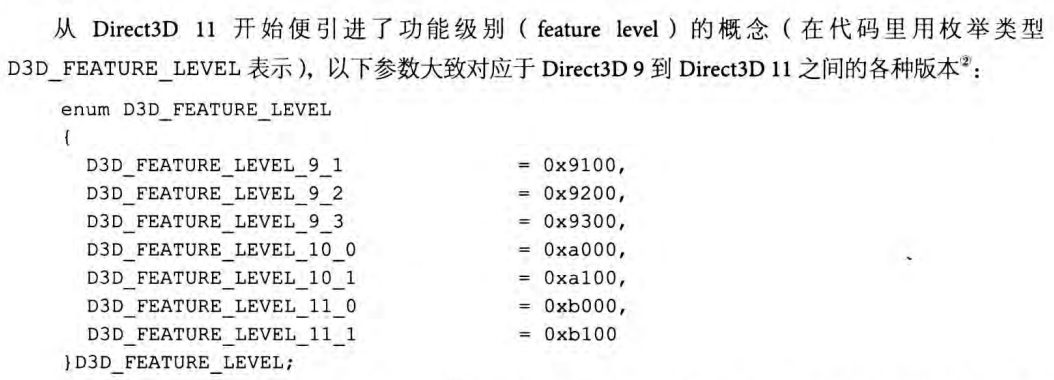 从 Direct3D 11 开始便引进了功能级别（feature level）的概念（在代码里用枚举类型
D3D_FEATURE_LEVEL 表示），以下参数大致对应于 Direct3D 9 到 Direct3D 11 之间的各种版本②：
enum D3D_FEATURE_LEVEL
{
D3D_FEATURE_LEVEL_9_1 = 0x9100,
D3D_FEATURE_LEVEL_9_2 = 0x9200,
D3D_FEATURE_LEVEL_9_3 = 0x9300,
D3D_FEATURE_LEVEL_10_0 = 0xa000,
D3D_FEATURE_LEVEL_10_1 = 0xa100,
D3D_FEATURE_LEVEL_11_0 = 0xb000,
D3D_FEATURE_LEVEL_11_1 = 0xb100
}D3D_FEATURE_LEVEL;